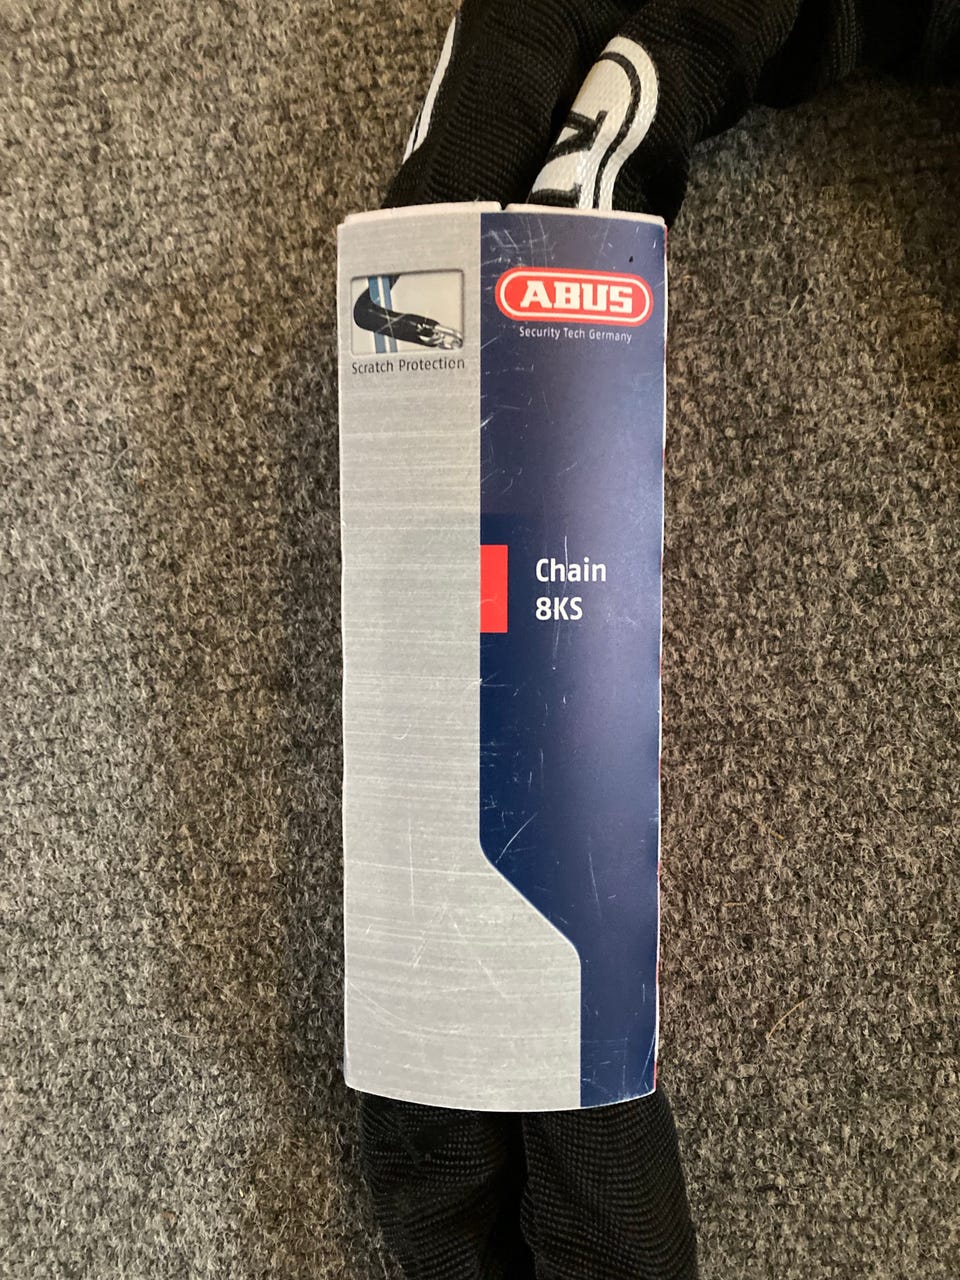 ABUS
Security Tech Germany
Scratch Protection
Chain
8KS